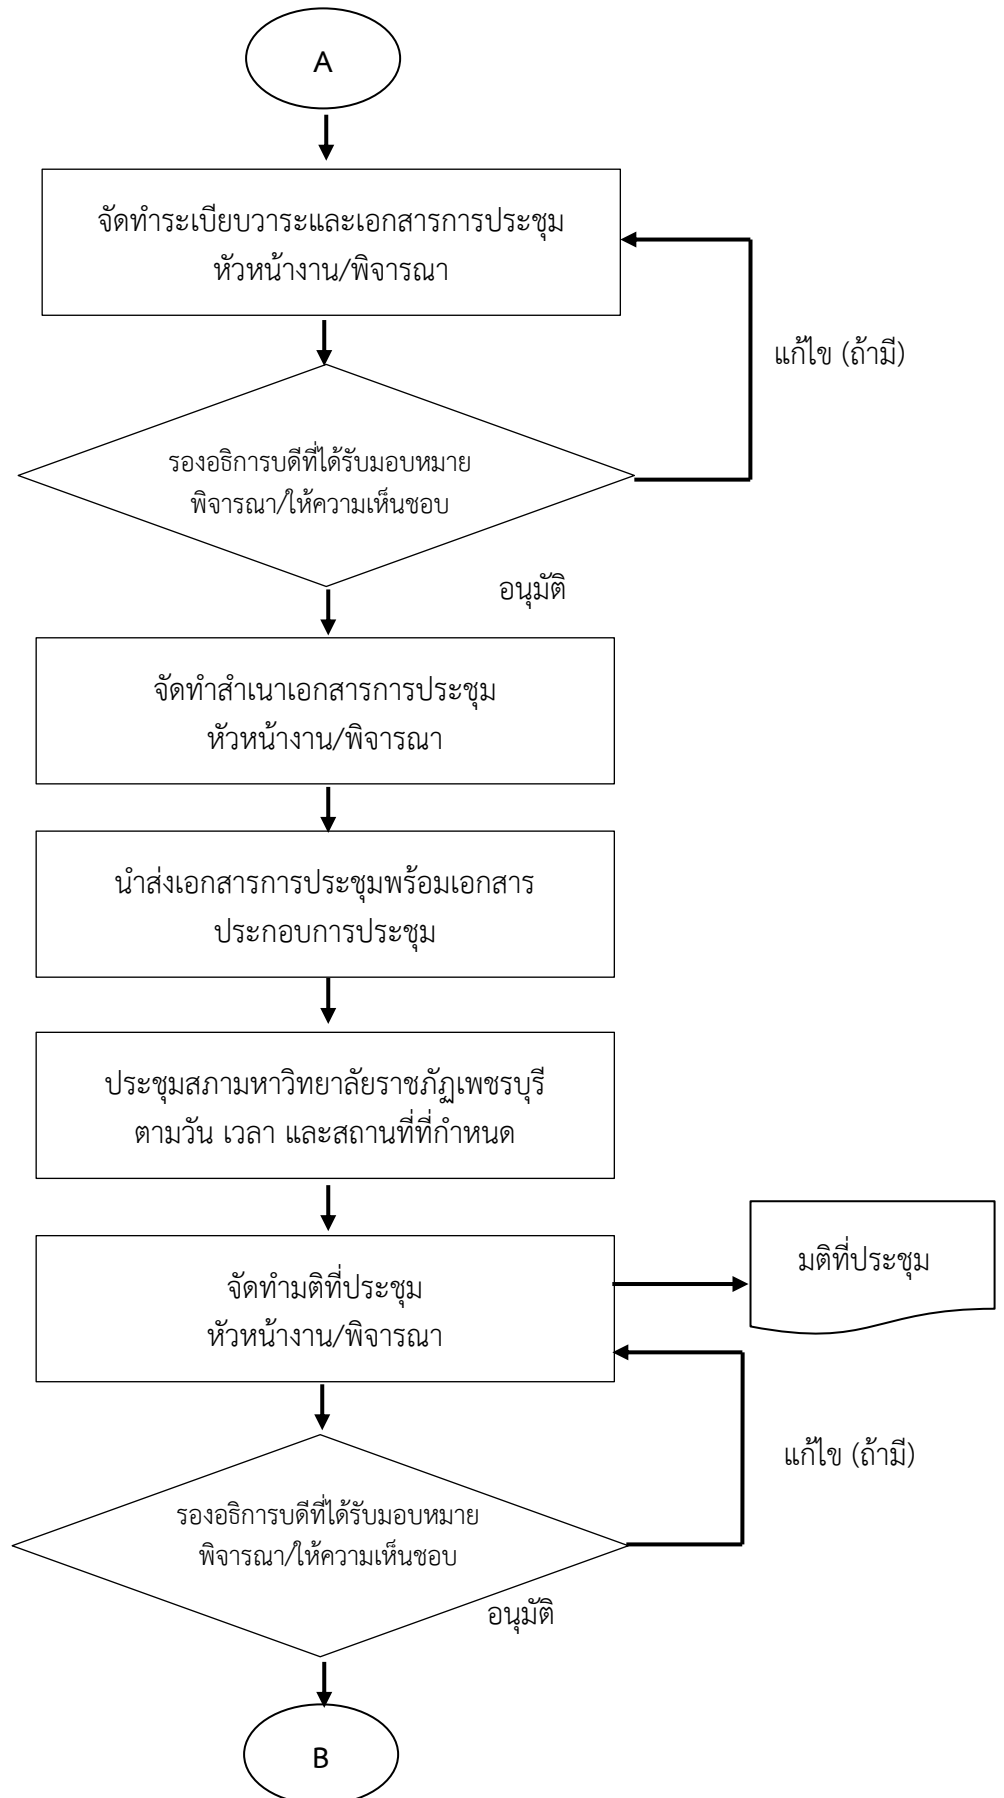 A
จัดทำระเบียบวาระและเอกสารการประชุม
หัวหน้างาน/พิจารณา
แก้ไข (ถ้ามี)
รองอธิการบดีที่ได้รับมอบหมาย
พิจารณา/ให้ความเห็นชอบ
อนุมัติ
จัดทำสำเนาเอกสารการประชุม
หัวหน้างาน/พิจารณา
นำส่งเอกสารการประชุมพร้อมเอกสาร
ประกอบการประชุม
ประชุมสภามหาวิทยาลัยราชภัฏเพชรบุรี
ตามวัน เวลา และสถานที่ที่กำหนด
จัดทำมติที่ประชุม
หัวหน้างาน/พิจารณา
มติที่ประชุม
แก้ไข (ถ้ามี)
รองอธิการบดีที่ได้รับมอบหมาย
พิจารณา/ให้ความเห็นชอบ
อนุมัติ
B